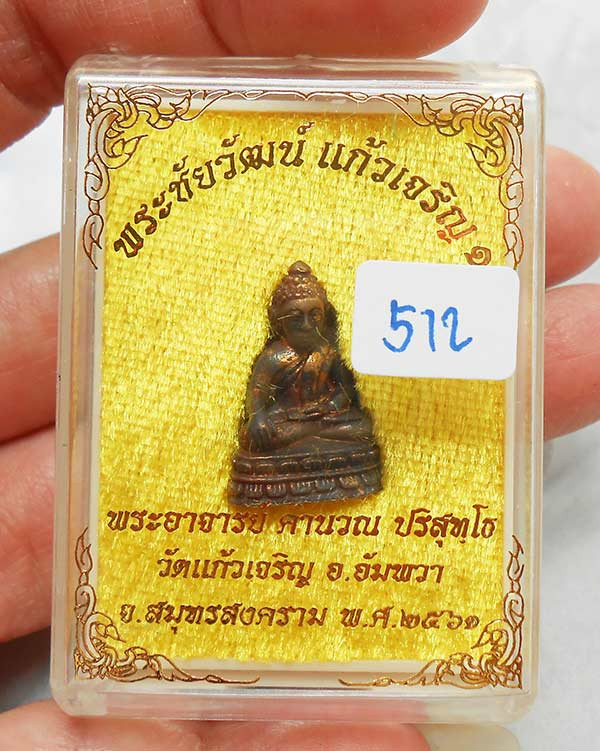 พระชัยวัฒน์ แก้วเจริญ ๑
512
พระอาจารย์ คำนวณ ปริสุทฺโธ
วัดแก้วเจริญ อ.อัมพวา
จ.สมุทรสงคราม พ.ศ.๒๕๖๑